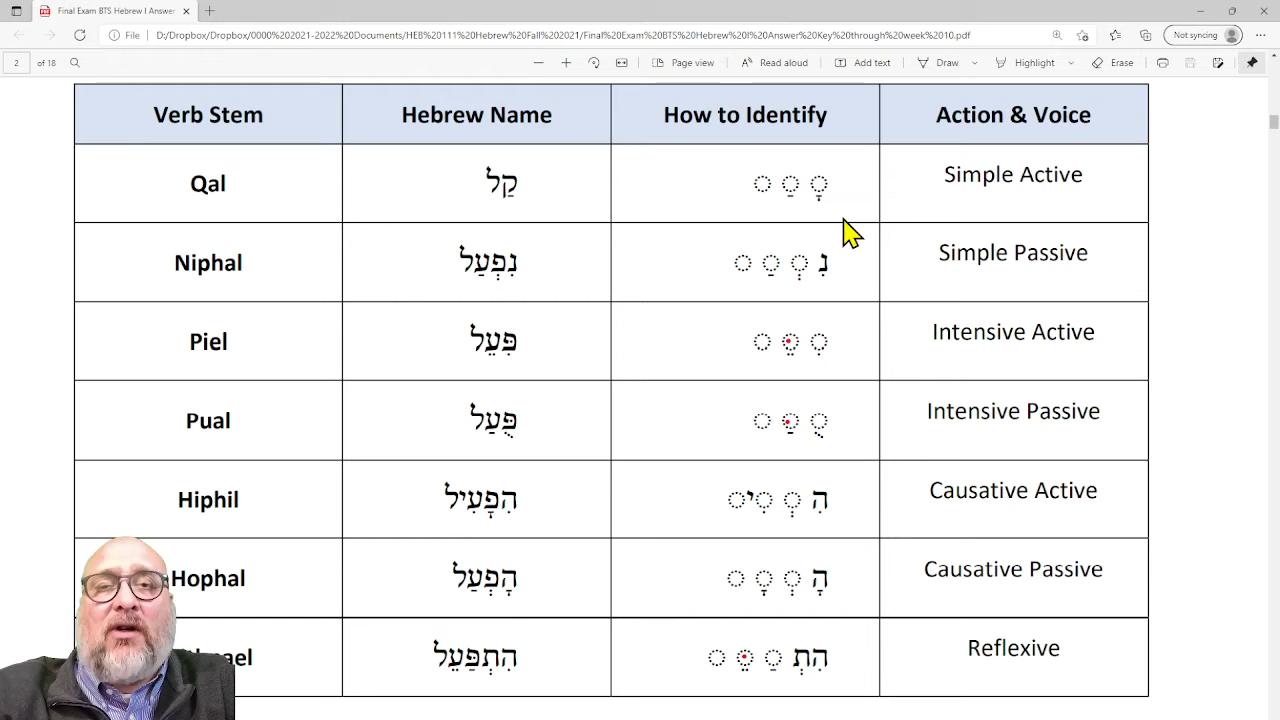 Final Exam BTS Hebrew I Answer
File D:/Dropbox/Dropbox/0000%202021-2022%20Documents/HEB%20111%20Hebrew%20Fall%202021/Final%20Exam%20BTS%20Hebrew%20I%20Answer%20Key%20through%20week%2010.pdf Not syncing
2 of 18 Page view Read aloud Add text Draw Highlight Erase
Verb Stem Hebrew Name How to Identify Action & Voice
Qal קַל ◌ָ ◌ַ ◌ Simple Active
Niphal נִפְעַל נִ ◌ְ ◌ַ ◌ Simple Passive
Piel פִּעֵל ◌ִ ◌ֵּ ◌ Intensive Active
Pual פֻּעַל ◌ֻ ◌ַּ ◌ Intensive Passive
Hiphil הִפְעִיל הִ ◌ְ ◌ִי◌ Causative Active
Hophal הָפְעַל הָ ◌ְ ◌ָ ◌ Causative Passive
הִתְפַּעֵל הִתְ ◌ַ ◌ֵּ ◌ Reflexive